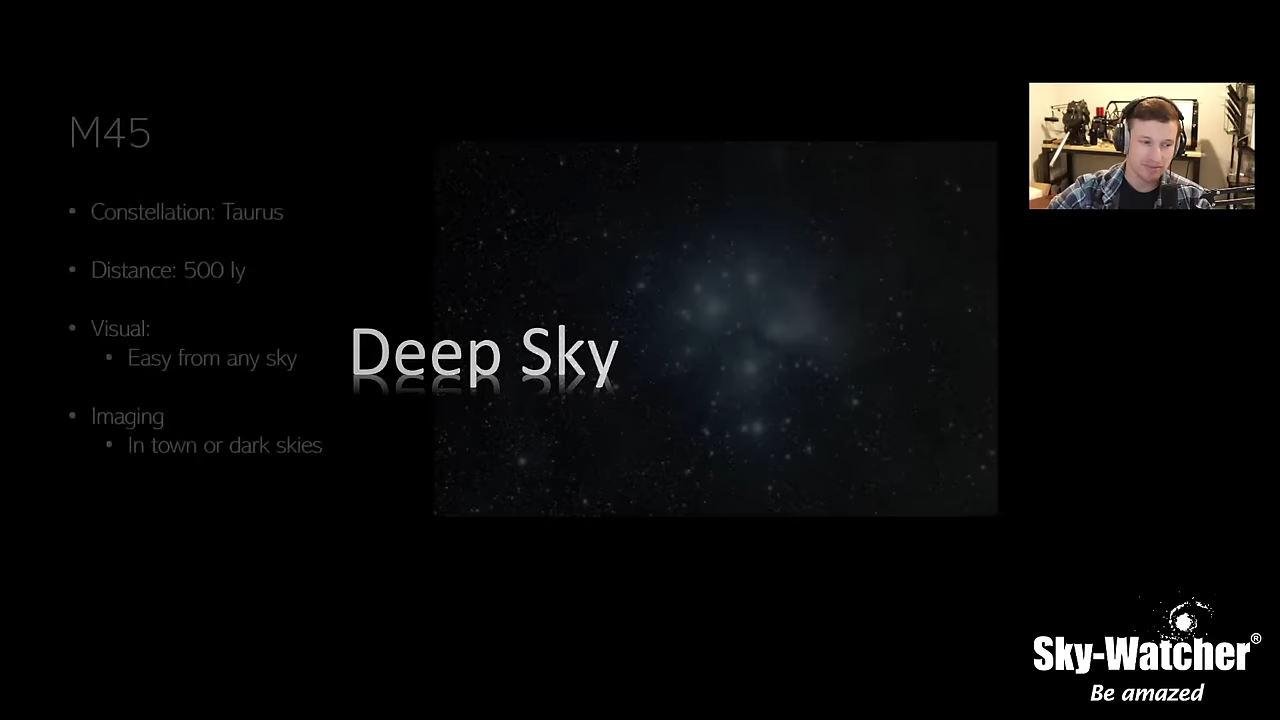 M45
• Constellation: Taurus
• Distance: 500 ly
• Visual:
• Easy from any sky
Deep Sky
• Imaging
• In town or dark skies
Sky-Watcher®
Be amazed